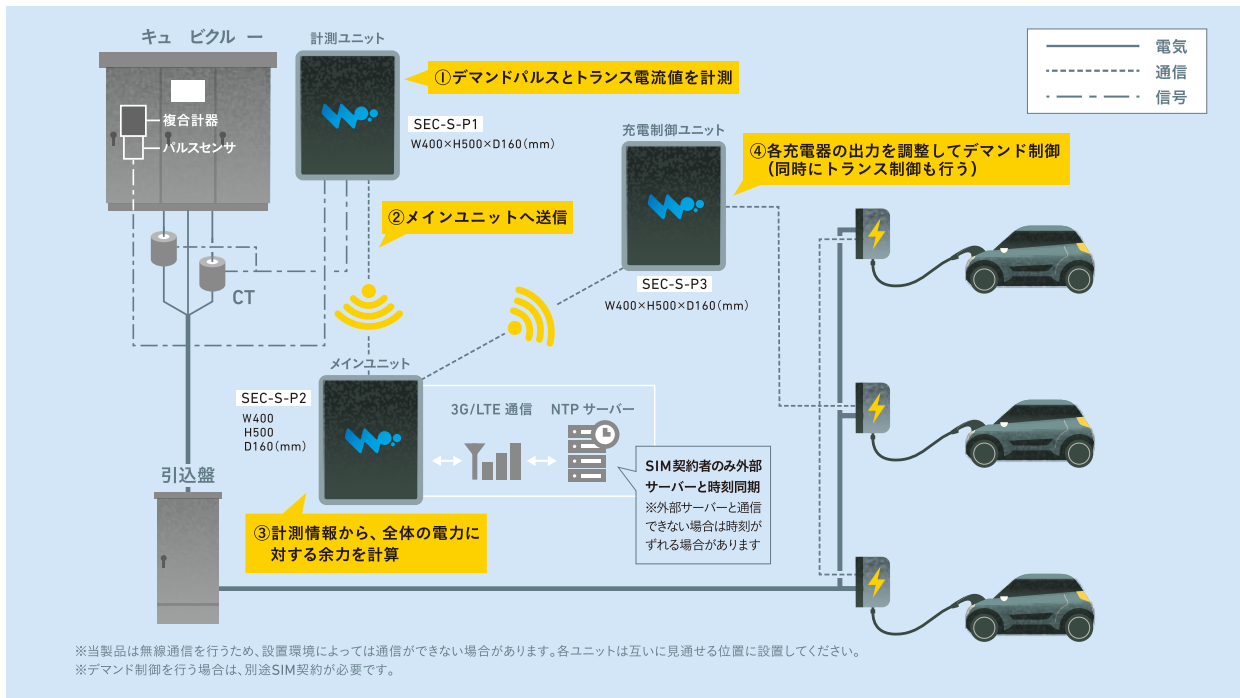 キュービクル
計測ユニット
①デマンドパルスとトランス電流値を計測
電気
通信
信号
複合計器
パルスセンサ
SEC-S-P1
W400×H500×D160(mm)
充電制御ユニット
④各充電器の出力を調整してデマンド制御
(同時にトランス制御も行う)
②メインユニットへ送信
CT
SEC-S-P3
W400×H500×D160(mm)
メインユニット
SEC-S-P2
W400
H500
D160(mm)
3G/LTE 通信
NTP サーバー
SIM契約者のみ外部
サーバーと時刻同期
※外部サーバーと通信
できない場合は時刻が
ずれる場合があります
引込盤
③計測情報から、全体の電力に
対する余力を計算
※当製品は無線通信を行うため、設置環境によっては通信ができない場合があります。各ユニットは互いに見通せる位置に設置してください。
※デマンド制御を行う場合は、別途SIM契約が必要です。